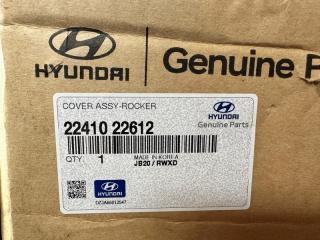 HYUNDAI
Genuine P
COVER ASSY-ROCKER
22410 22612
HYUNDAI
Genuine Parts
QTY. 1
MADE IN KOREA
JB20 / RWXD
HYUNDAI